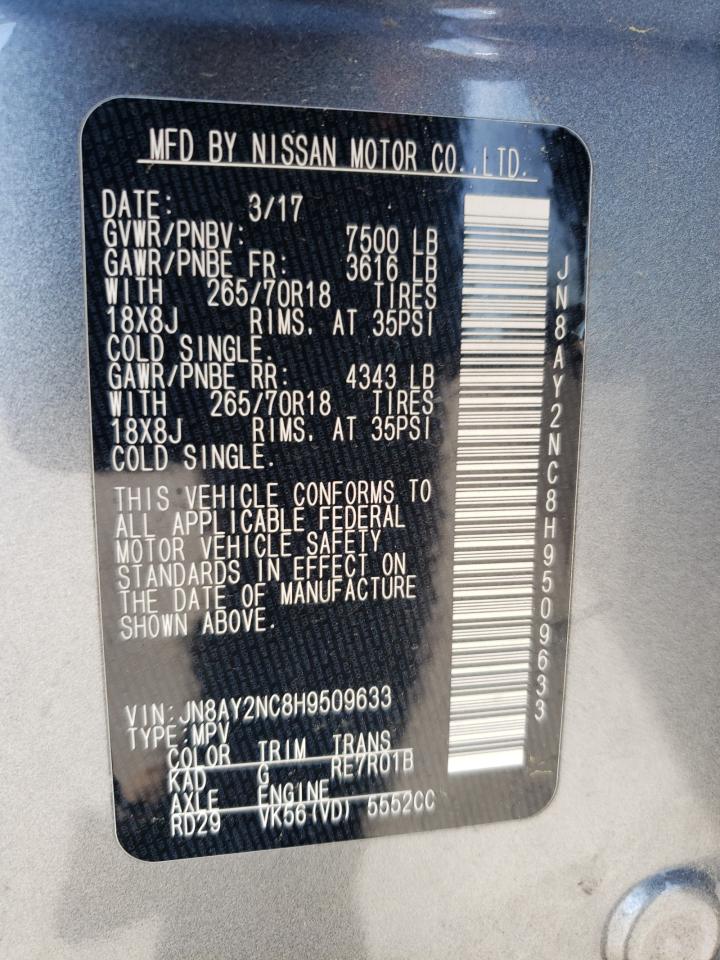 MFD BY NISSAN MOTOR CO.,LTD.
DATE: 3/17
GVWR/PNBV: 7500 LB
GAWR/PNBE FR: 3616 LB
WITH 265/70R18 TIRES
18X8J RIMS, AT 35PSI
COLD SINGLE.
GAWR/PNBE RR: 4343 LB
WITH 265/70R18 TIRES
18X8J RIMS, AT 35PSI
COLD SINGLE.
THIS VEHICLE CONFORMS TO
ALL APPLICABLE FEDERAL
MOTOR VEHICLE SAFETY
STANDARDS IN EFFECT ON
THE DATE OF MANUFACTURE
SHOWN ABOVE.
VIN:JN8AY2NC8H9509633
TYPE:MPV
COLOR TRIM TRANS
KAD G RE7R01B
AXLE ENGINE
RD29 VK56(VD) 5552CC
JN8AY2NC8H9509633